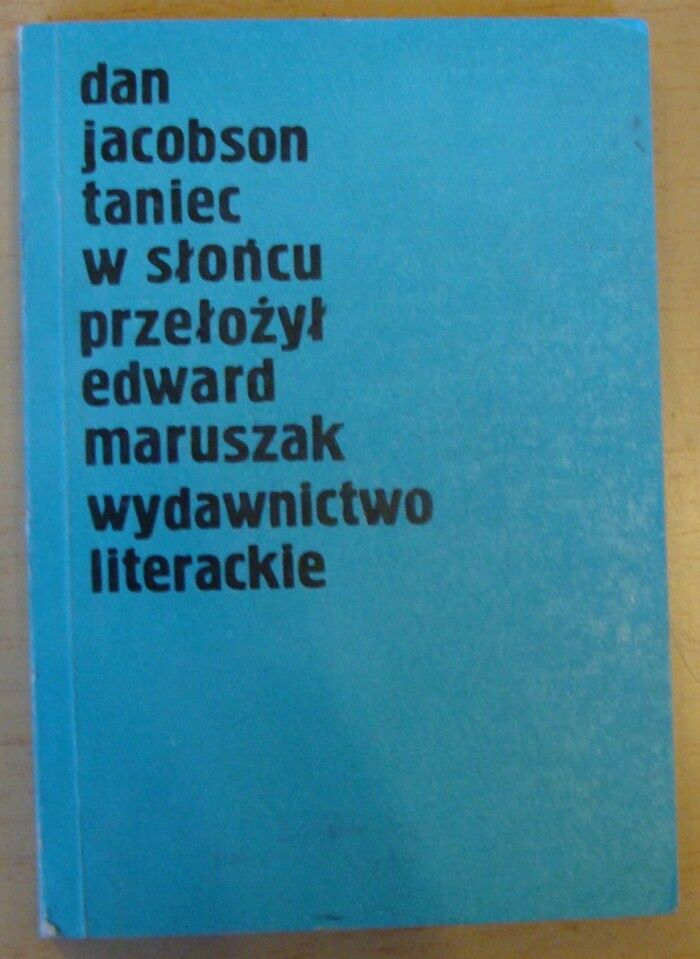 dan
jacobson
taniec
w słońcu
przełożył
edward
maruszak
wydawnictwo
literackie